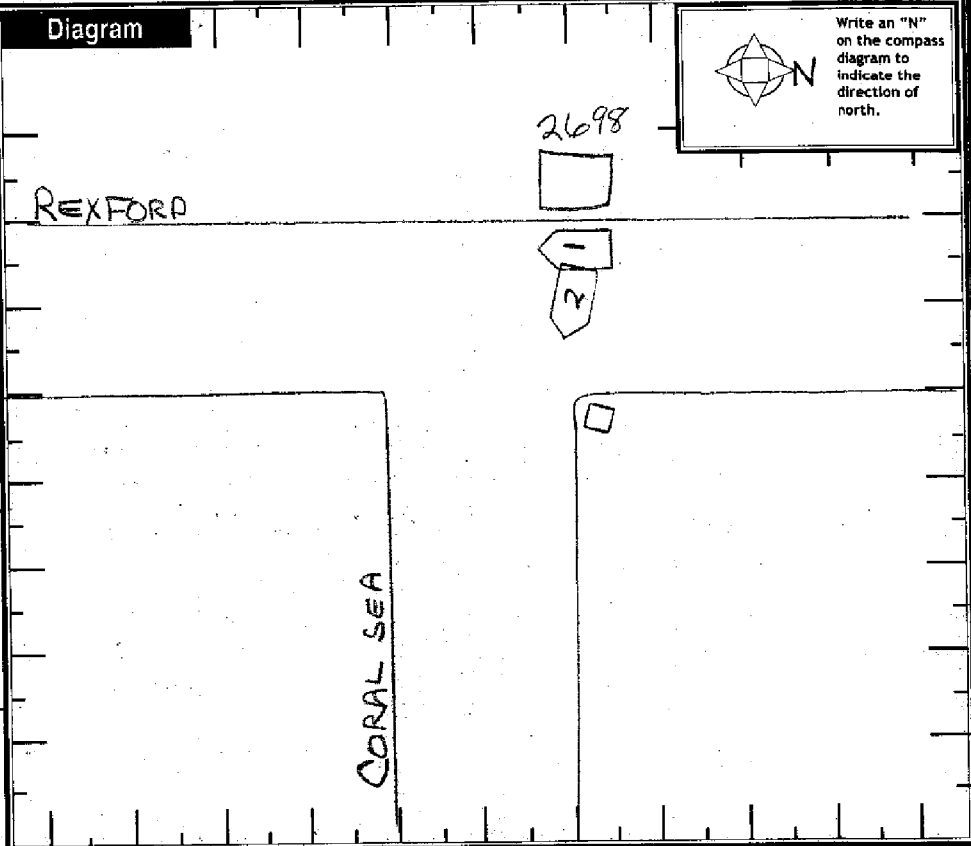 Diagram
Write an "N"
on the compass
diagram to
indicate the
direction of
north.
N
2698
REXFORD
1
2
CORAL SEA